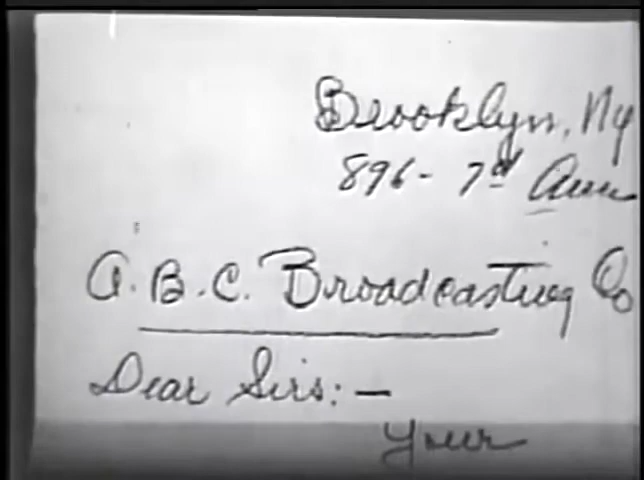 Brooklyn, Ny
896- 7th Ave
A.B.C. Broadcasting Co
Dear Sirs:—
Your